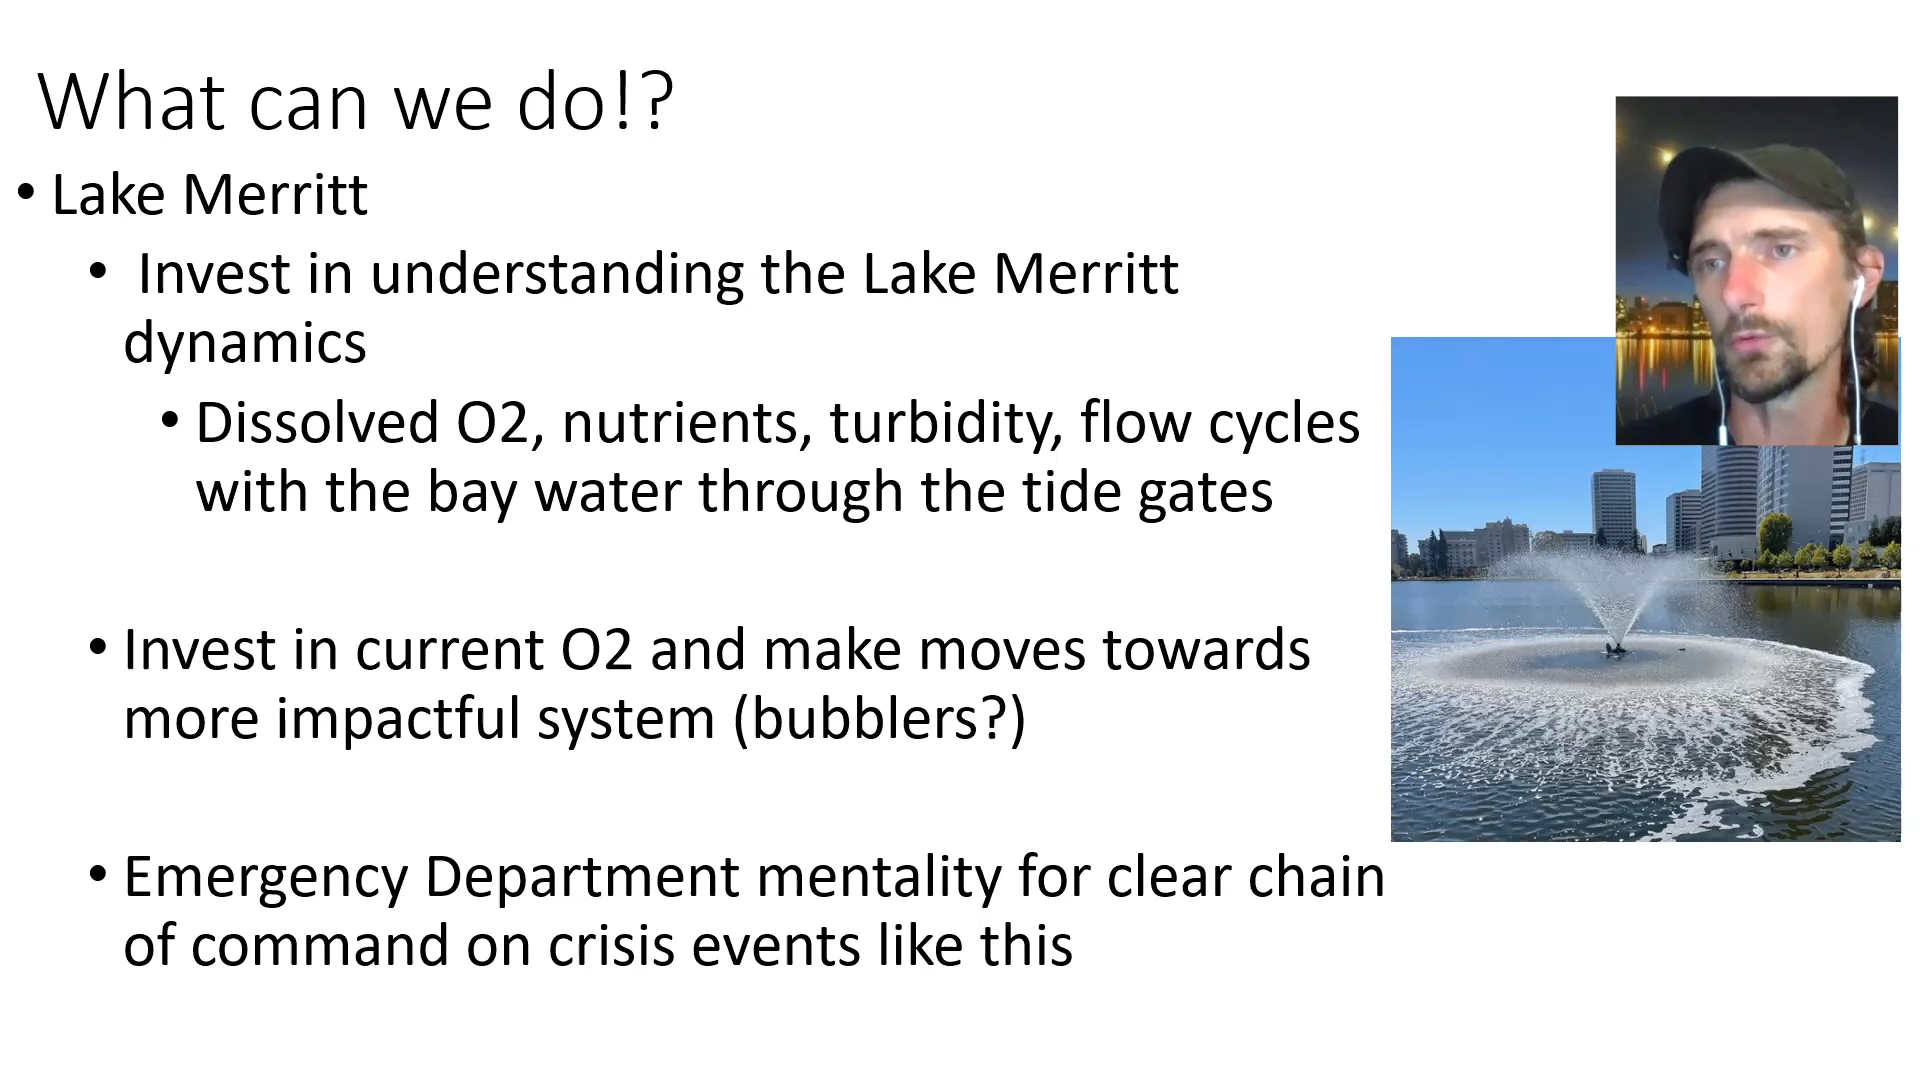 What can we do!?
• Lake Merritt
• Invest in understanding the Lake Merritt
dynamics
• Dissolved O2, nutrients, turbidity, flow cycles
with the bay water through the tide gates
• Invest in current O2 and make moves towards
more impactful system (bubblers?)
• Emergency Department mentality for clear chain
of command on crisis events like this